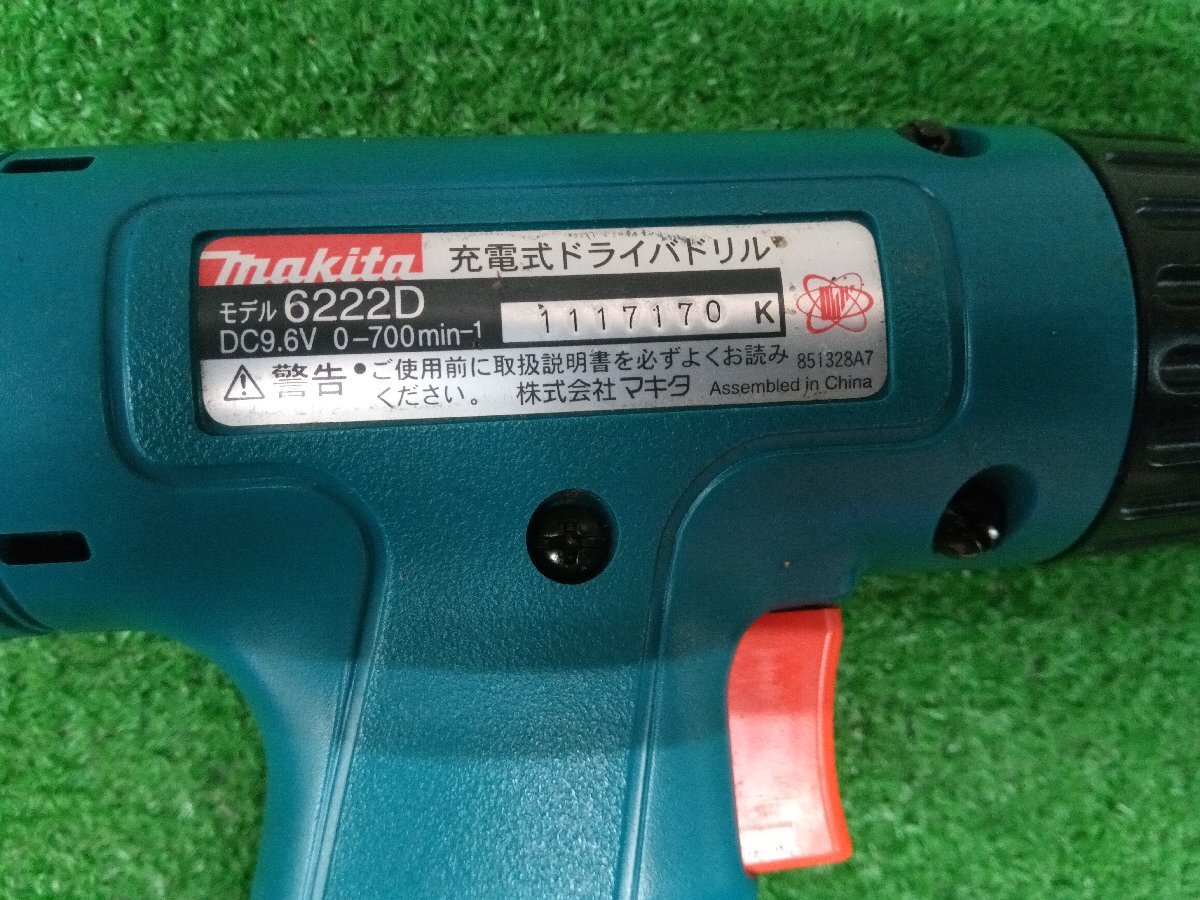 makita 充電式ドライバドリル
モデル 6222D
1117170 K
DC9.6V 0-700min-1
警告 • ご使用前に取扱説明書を必ずよくお読み
ください。 株式会社 マキタ
851328A7
Assembled in China